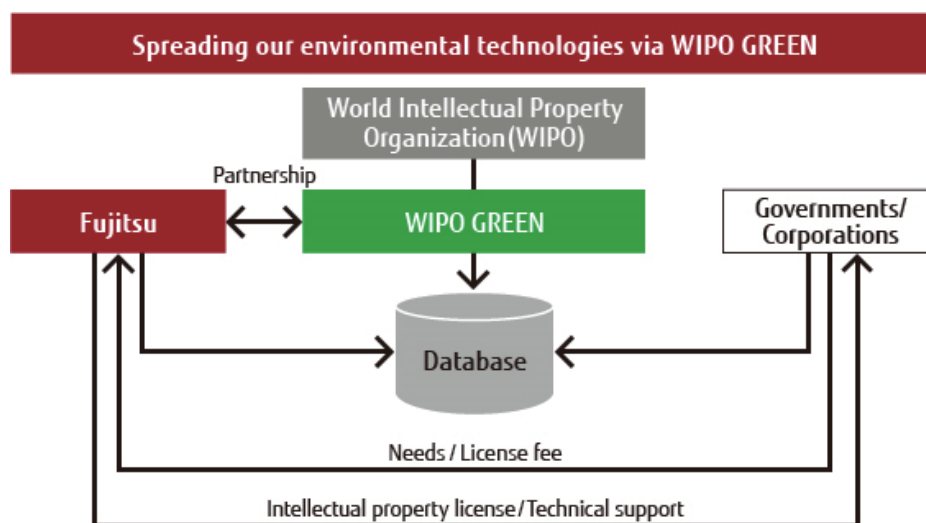 Spreading our environmental technologies via WIPO GREEN
World Intellectual Property
Organization(WIPO)
Partnership
Fujitsu
WIPO GREEN
Governments/
Corporations
Database
Needs / License fee
Intellectual property license/Technical support